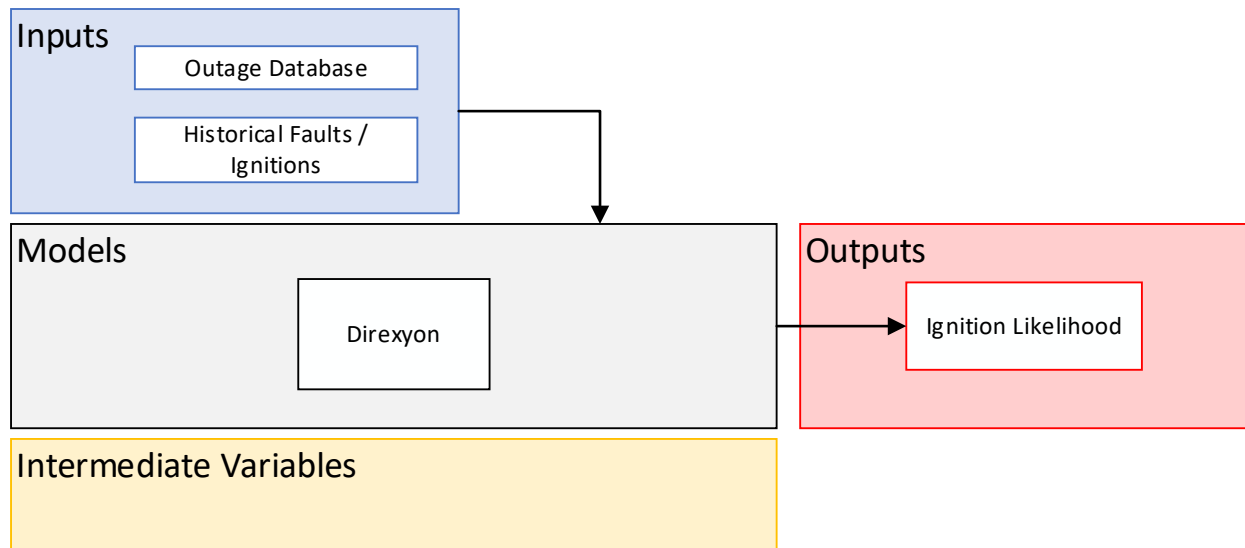 Inputs
Outage Database
Historical Faults /
Ignitions
Models
Direxyon
Outputs
Ignition Likelihood
Intermediate Variables